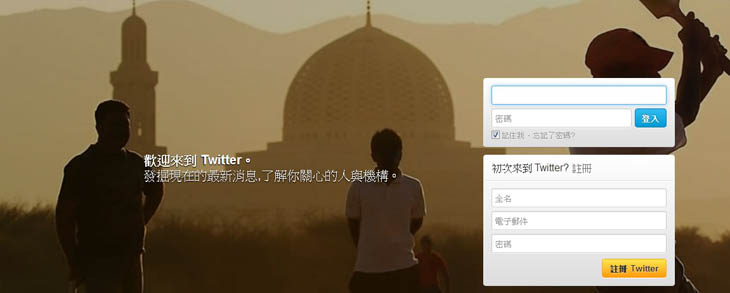 歡迎來到 Twitter。
發掘現在的最新消息,了解你關心的人與機構。
密碼
登入
記住我 · 忘記了密碼?
初次來到 Twitter? 註冊
全名
電子郵件
密碼
註冊 Twitter